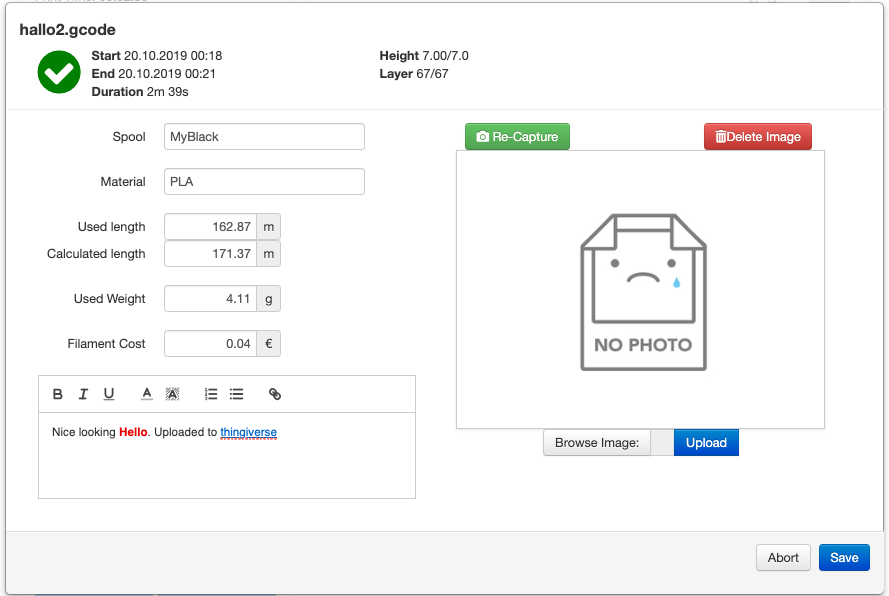 hallo2.gcode
Start 20.10.2019 00:18
End 20.10.2019 00:21
Duration 2m 39s
Height 7.00/7.0
Layer 67/67
Spool MyBlack
Material PLA
Used length 162.87 m
Calculated length 171.37 m
Used Weight 4.11 g
Filament Cost 0.04 €
B I U A A
Nice looking Hello. Uploaded to thingiverse
Re-Capture Delete Image
NO PHOTO
Browse Image: Upload
Abort Save